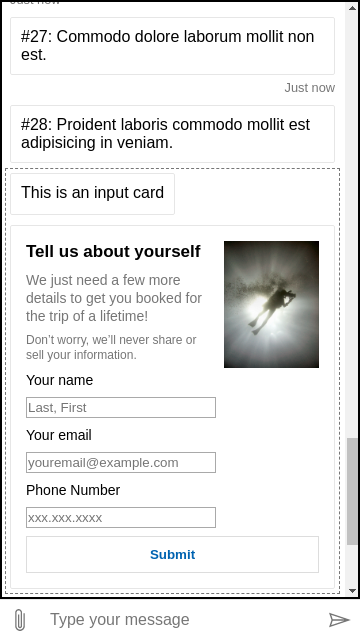 #27: Commodo dolore laborum mollit non
est.
Just now
#28: Proident laboris commodo mollit est
adipisicing in veniam.
This is an input card
Tell us about yourself
We just need a few more
details to get you booked for
the trip of a lifetime!
Don't worry, we'll never share or
sell your information.
Your name
Last, First
Your email
youremail@example.com
Phone Number
xxx.xxx.xxxx
Submit
Type your message